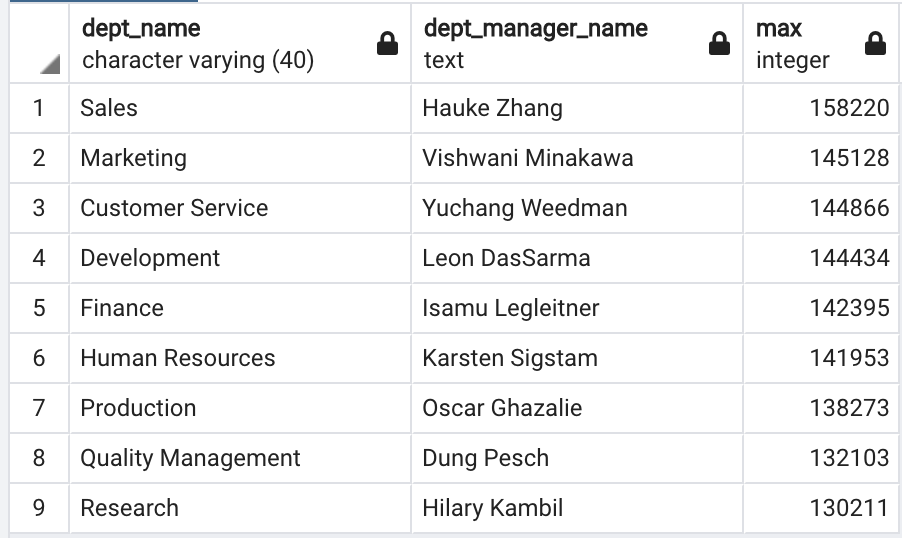 dept_name dept_manager_name max
character varying (40) text integer
1 Sales Hauke Zhang 158220
2 Marketing Vishwani Minakawa 145128
3 Customer Service Yuchang Weedman 144866
4 Development Leon DasSarma 144434
5 Finance Isamu Legleitner 142395
6 Human Resources Karsten Sigstam 141953
7 Production Oscar Ghazalie 138273
8 Quality Management Dung Pesch 132103
9 Research Hilary Kambil 130211